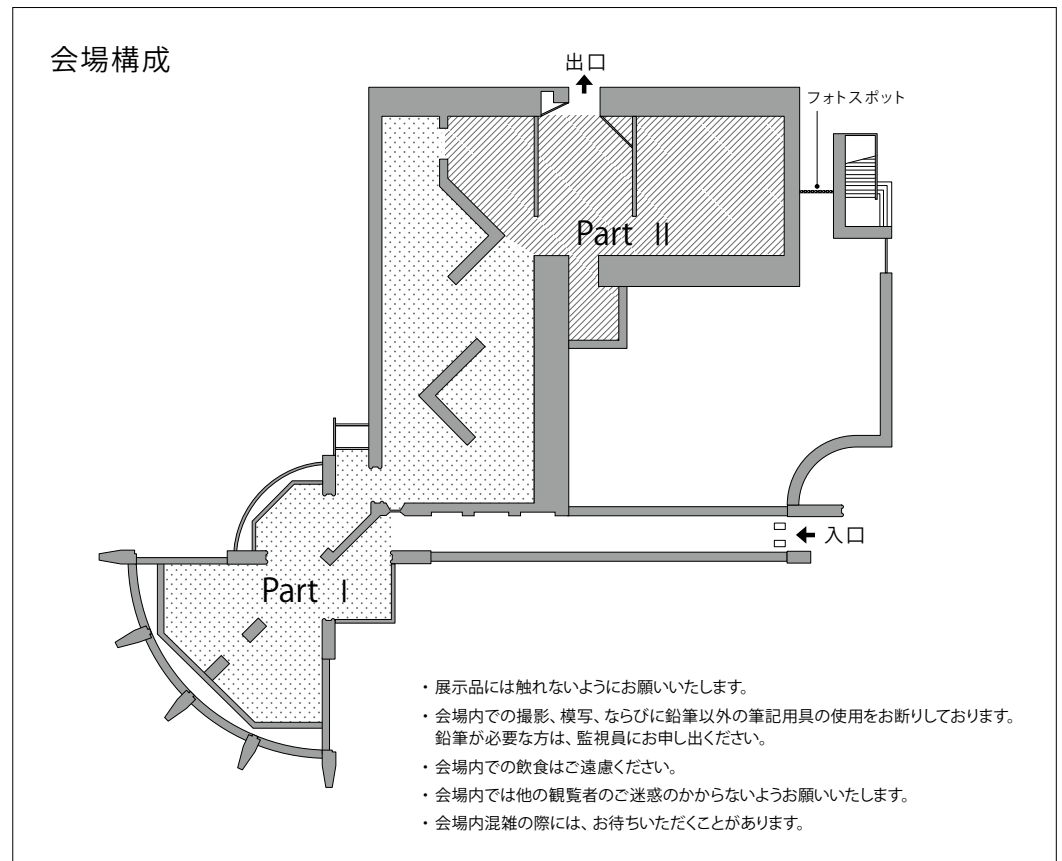 会場構成
出口
フォトスポット
Part II
入口
Part I
・ 展示品には触れないようにお願いいたします。
・ 会場内での撮影、模写、ならびに鉛筆以外の筆記用具の使用をお断りしております。
鉛筆が必要な方は、監視員にお申し出ください。
・ 会場内での飲食はご遠慮ください。
・ 会場内では他の観覧者のご迷惑のかからないようお願いいたします。
・ 会場内混雑の際には、お待ちいただくことがあります。